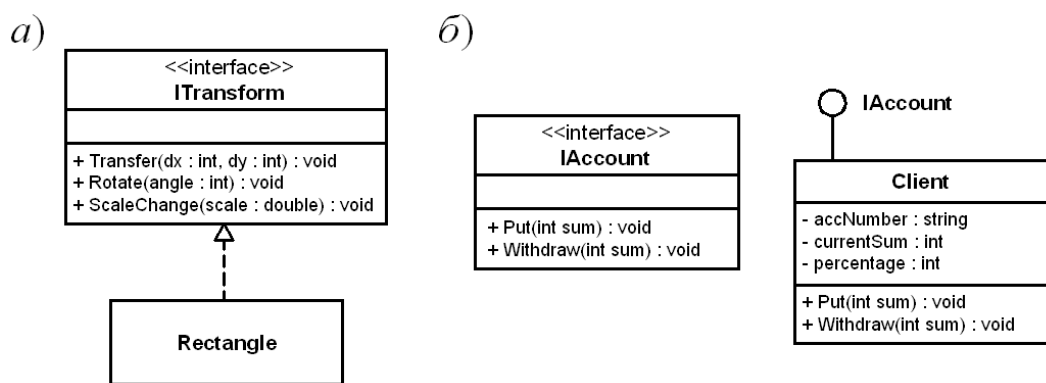 а)
<<interface>>
ITransform
+ Transfer(dx : int, dy : int) : void
+ Rotate(angle : int) : void
+ ScaleChange(scale : double) : void
Rectangle
б)
<<interface>>
IAccount
+ Put(int sum) : void
+ Withdraw(int sum) : void
IAccount
Client
- accNumber : string
- currentSum : int
- percentage : int
+ Put(int sum) : void
+ Withdraw(int sum) : void